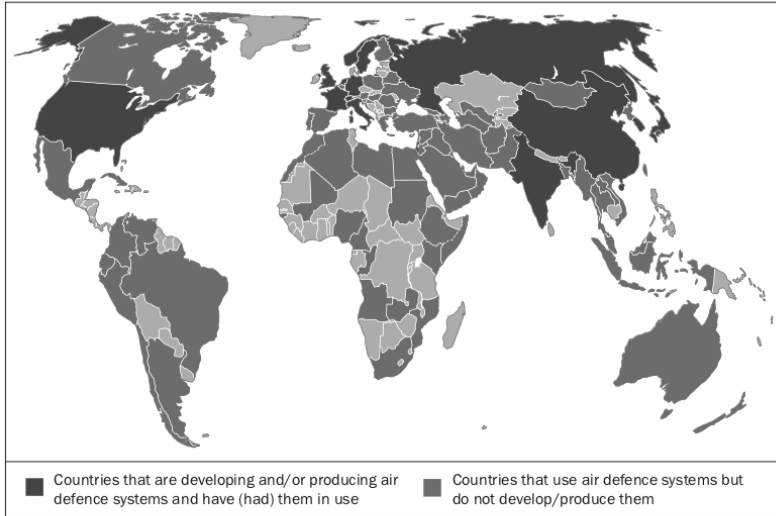 Countries that are developing and/or producing air
defence systems and have (had) them in use
Countries that use air defence systems but
do not develop/produce them